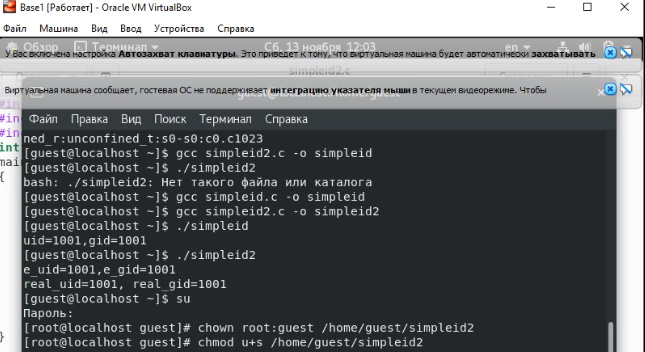 Base1 [Работает] - Oracle VM VirtualBox
Файл Машина Вид Ввод Устройства Справка
Обзор Терминал Сб, 13 ноября 12:03 en
У Вас включена настройка Автозахват клавиатуры. Это приведет к тому, что виртуальная машина будет автоматически захватывать
simpleid2.c
Виртуальная машина сообщает, гостевая ОС не поддерживает интеграцию указателя мыши в текущем видеорежиме. Чтобы
Файл Правка Вид Поиск Терминал Справка
#in
#in
int
mai
{
}
ned_r:unconfined_t:s0-s0:c0.c1023
[guest@localhost ~]$ gcc simpleid2.c -o simpleid
[guest@localhost ~]$ ./simpleid2
bash: ./simpleid2: Нет такого файла или каталога
[guest@localhost ~]$ gcc simpleid.c -o simpleid
[guest@localhost ~]$ gcc simpleid2.c -o simpleid2
[guest@localhost ~]$ ./simpleid
uid=1001,gid=1001
[guest@localhost ~]$ ./simpleid2
e_uid=1001,e_gid=1001
real_uid=1001, real_gid=1001
[guest@localhost ~]$ su
Пароль:
[root@localhost guest]# chown root:guest /home/guest/simpleid2
[root@localhost guest]# chmod u+s /home/guest/simpleid2